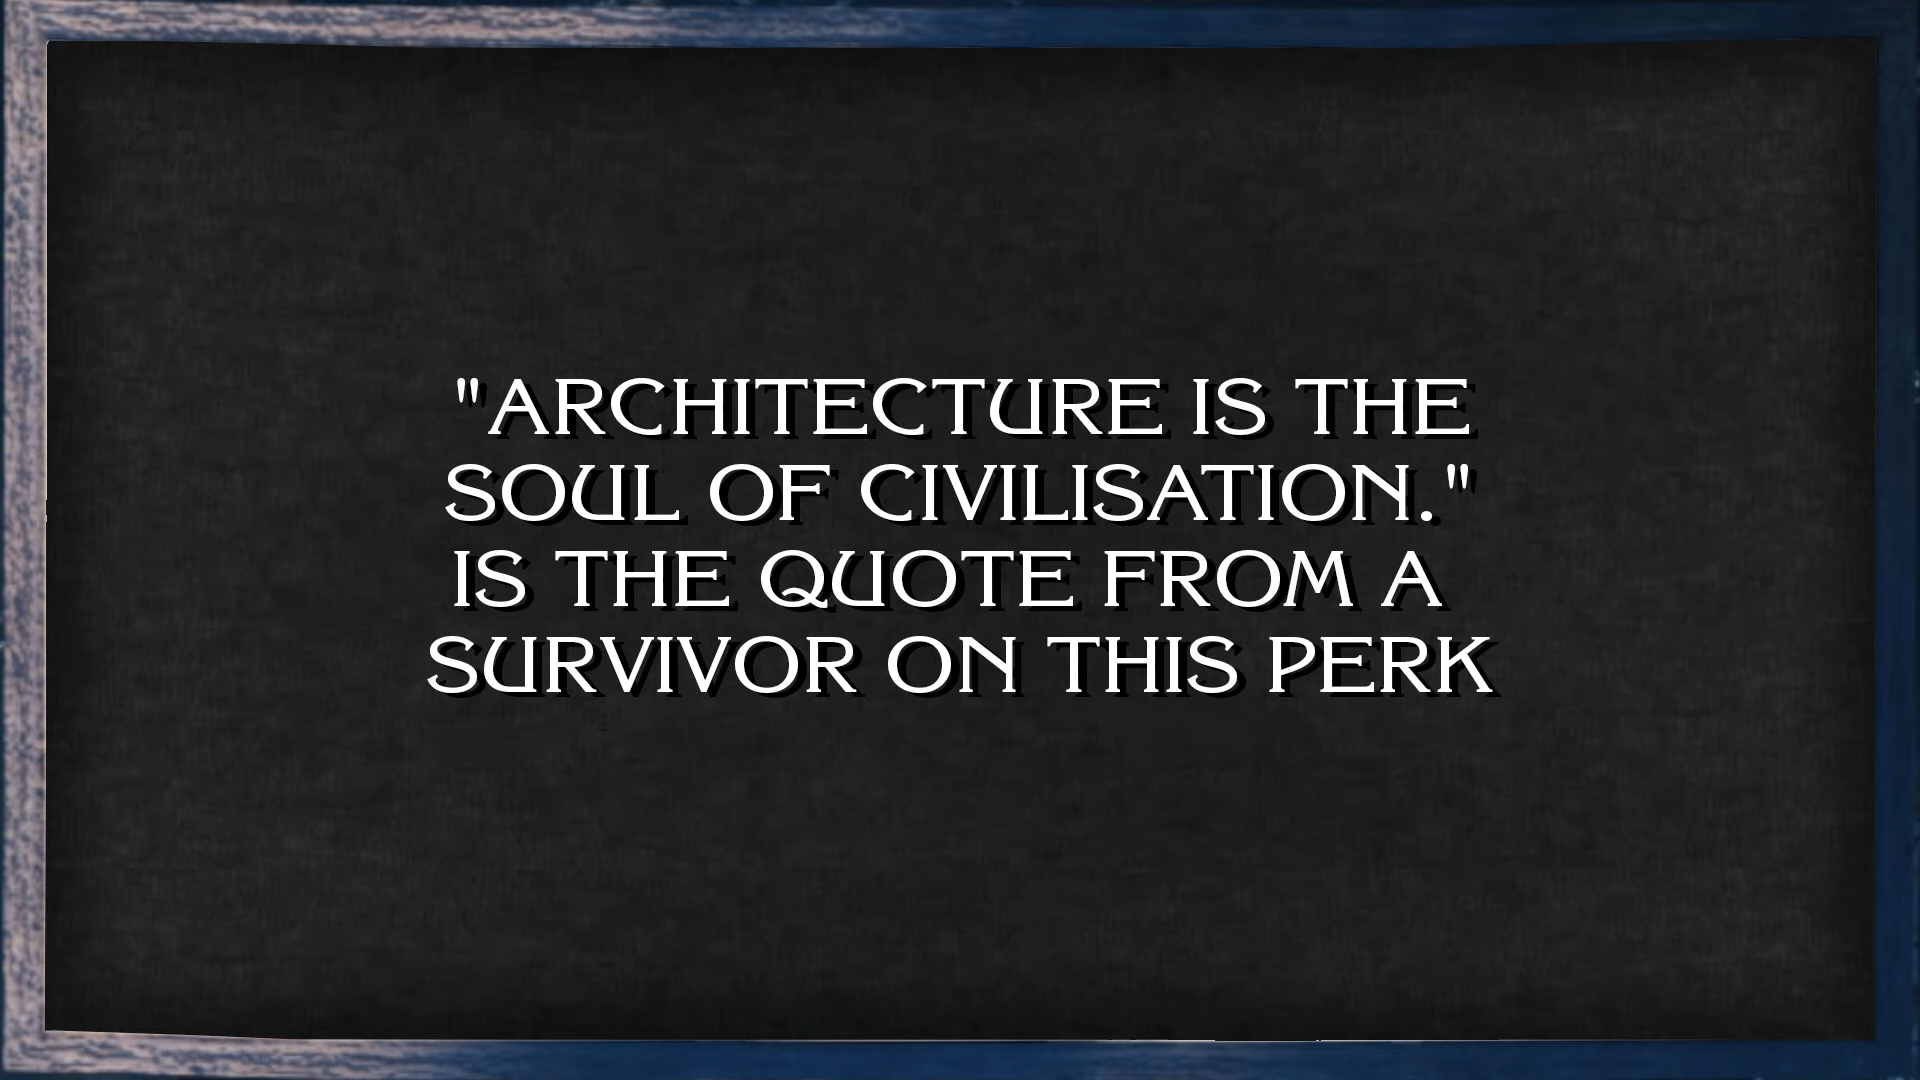 "ARCHITECTURE IS THE
SOUL OF CIVILISATION."
IS THE QUOTE FROM A
SURVIVOR ON THIS PERK